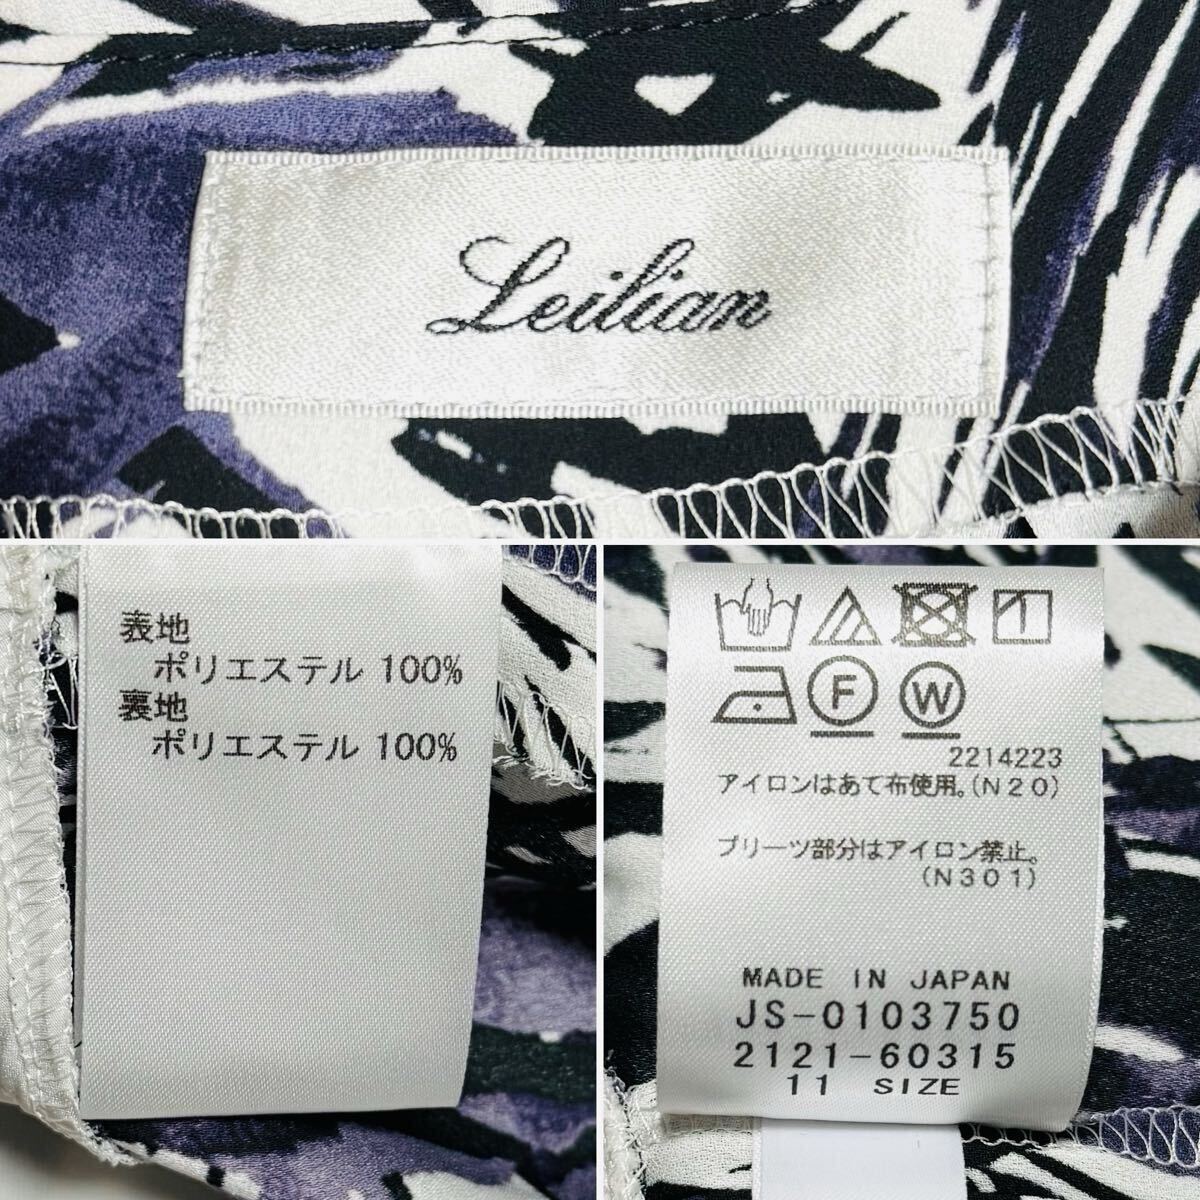 Leilian
表地
ポリエステル 100%
裏地
ポリエステル 100%
F W
2214223
アイロンはあて布使用。(N20)
プリーツ部分はアイロン禁止。
(N301)
MADE IN JAPAN
JS-0103750
2121-60315
11 SIZE